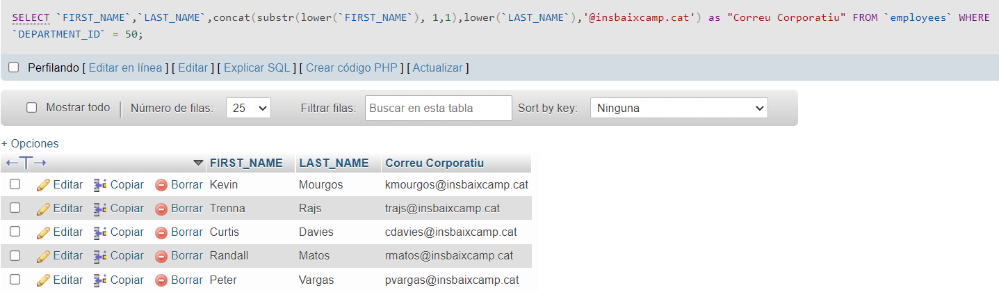 SELECT `FIRST_NAME`,`LAST_NAME`,concat(substr(lower(`FIRST_NAME`), 1,1),lower(`LAST_NAME`),'@insbaixcamp.cat') as "Correu Corporatiu" FROM `employees` WHERE
`DEPARTMENT_ID` = 50;
Perfilando [ Editar en línea ] [ Editar ] [ Explicar SQL ] [ Crear código PHP ] [ Actualizar ]
Mostrar todo | Número de filas: 25 Filtrar filas: Buscar en esta tabla Sort by key: Ninguna
+ Opciones
←T→ FIRST_NAME LAST_NAME Correu Corporatiu
Editar Copiar Borrar Kevin Mourgos kmourgos@insbaixcamp.cat
Editar Copiar Borrar Trenna Rajs trajs@insbaixcamp.cat
Editar Copiar Borrar Curtis Davies cdavies@insbaixcamp.cat
Editar Copiar Borrar Randall Matos rmatos@insbaixcamp.cat
Editar Copiar Borrar Peter Vargas pvargas@insbaixcamp.cat